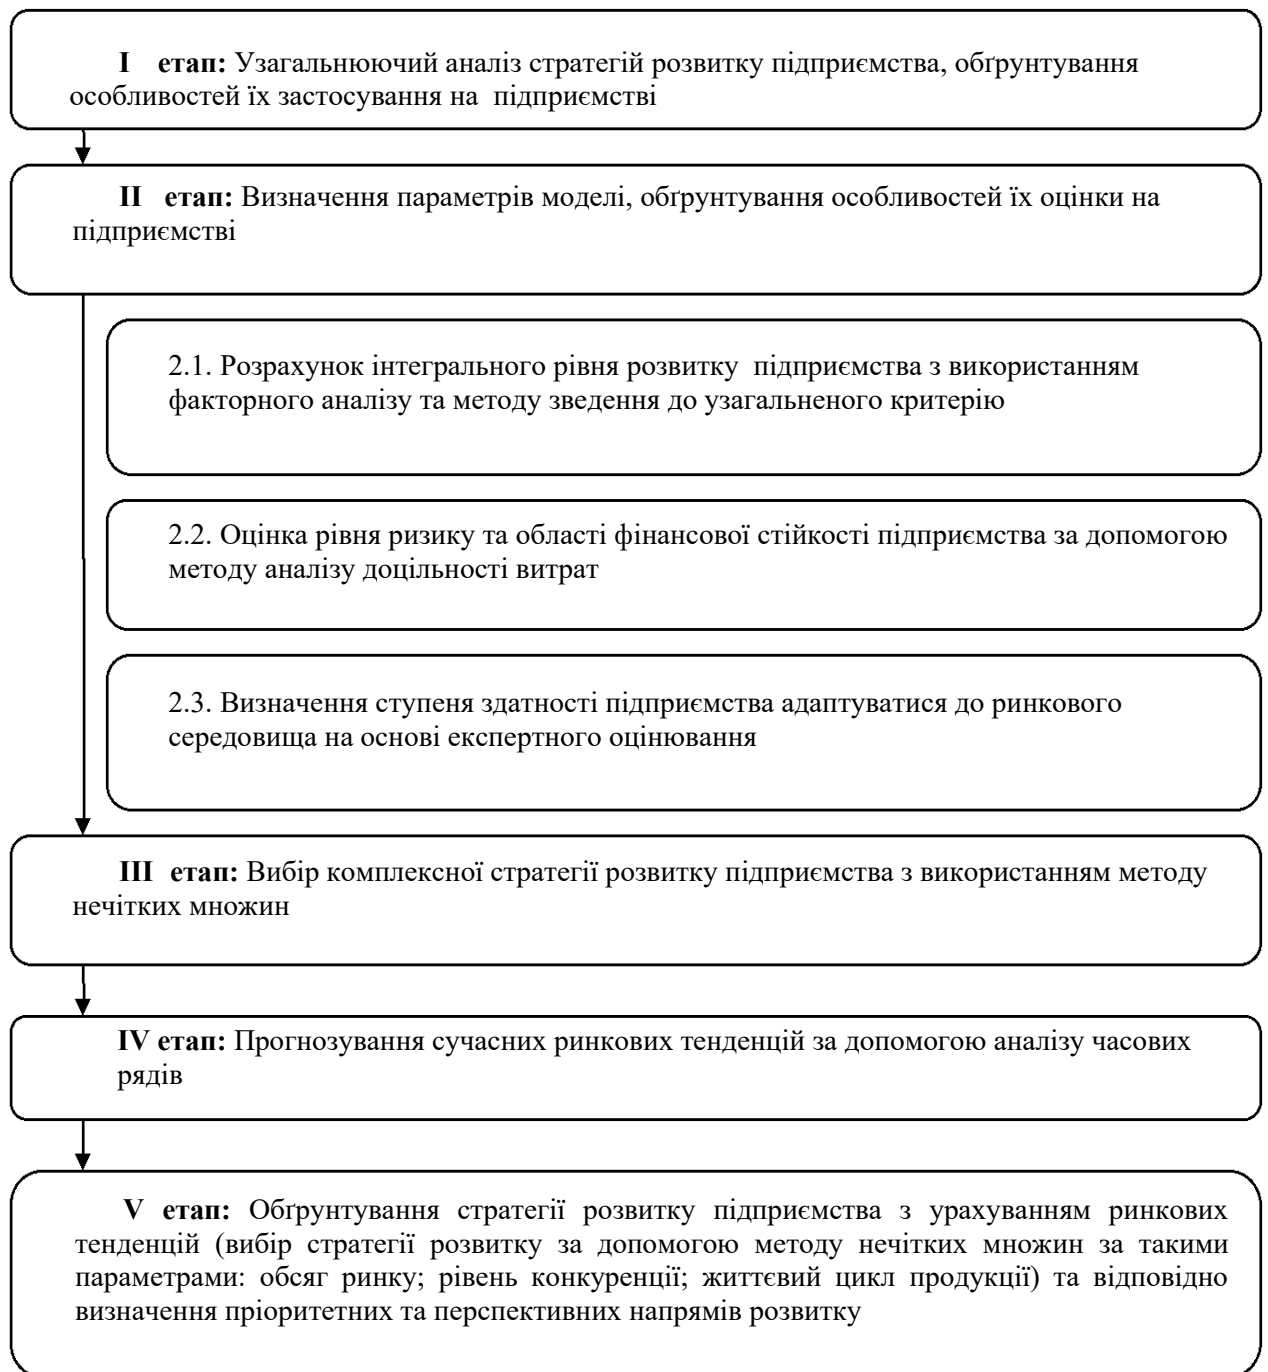 I етап: Узагальнюючий аналіз стратегій розвитку підприємства, обґрунтування
особливостей їх застосування на підприємстві
II етап: Визначення параметрів моделі, обґрунтування особливостей їх оцінки на
підприємстві
2.1. Розрахунок інтегрального рівня розвитку підприємства з використанням
факторного аналізу та методу зведення до узагальненого критерію
2.2. Оцінка рівня ризику та області фінансової стійкості підприємства за допомогою
методу аналізу доцільності витрат
2.3. Визначення ступеня здатності підприємства адаптуватися до ринкового
середовища на основі експертного оцінювання
III етап: Вибір комплексної стратегії розвитку підприємства з використанням методу
нечітких множин
IV етап: Прогнозування сучасних ринкових тенденцій за допомогою аналізу часових
рядів
V етап: Обґрунтування стратегії розвитку підприємства з урахуванням ринкових
тенденцій (вибір стратегії розвитку за допомогою методу нечітких множин за такими
параметрами: обсяг ринку; рівень конкуренції; життєвий цикл продукції) та відповідно
визначення пріоритетних та перспективних напрямів розвитку